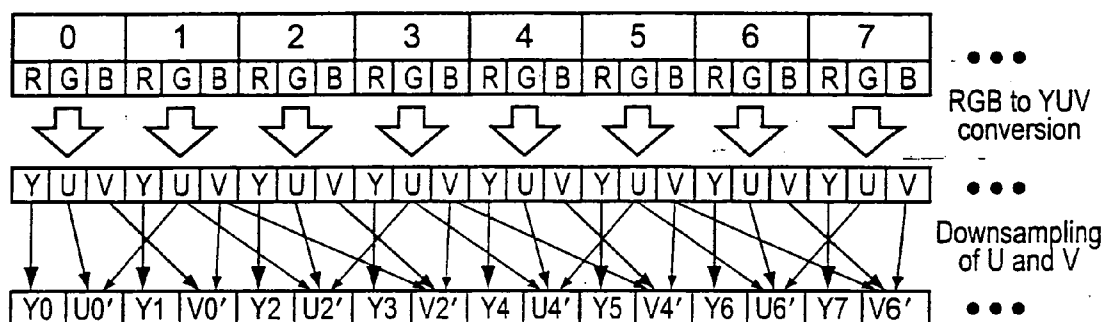 0 1 2 3 4 5 6 7
R G B R G B R G B R G B R G B R G B R G B R G B
RGB to YUV
conversion
Y U V Y U V Y U V Y U V Y U V Y U V Y U V Y U V
Downsampling
of U and V
Y0 U0′ Y1 V0′ Y2 U2′ Y3 V2′ Y4 U4′ Y5 V4′ Y6 U6′ Y7 V6′